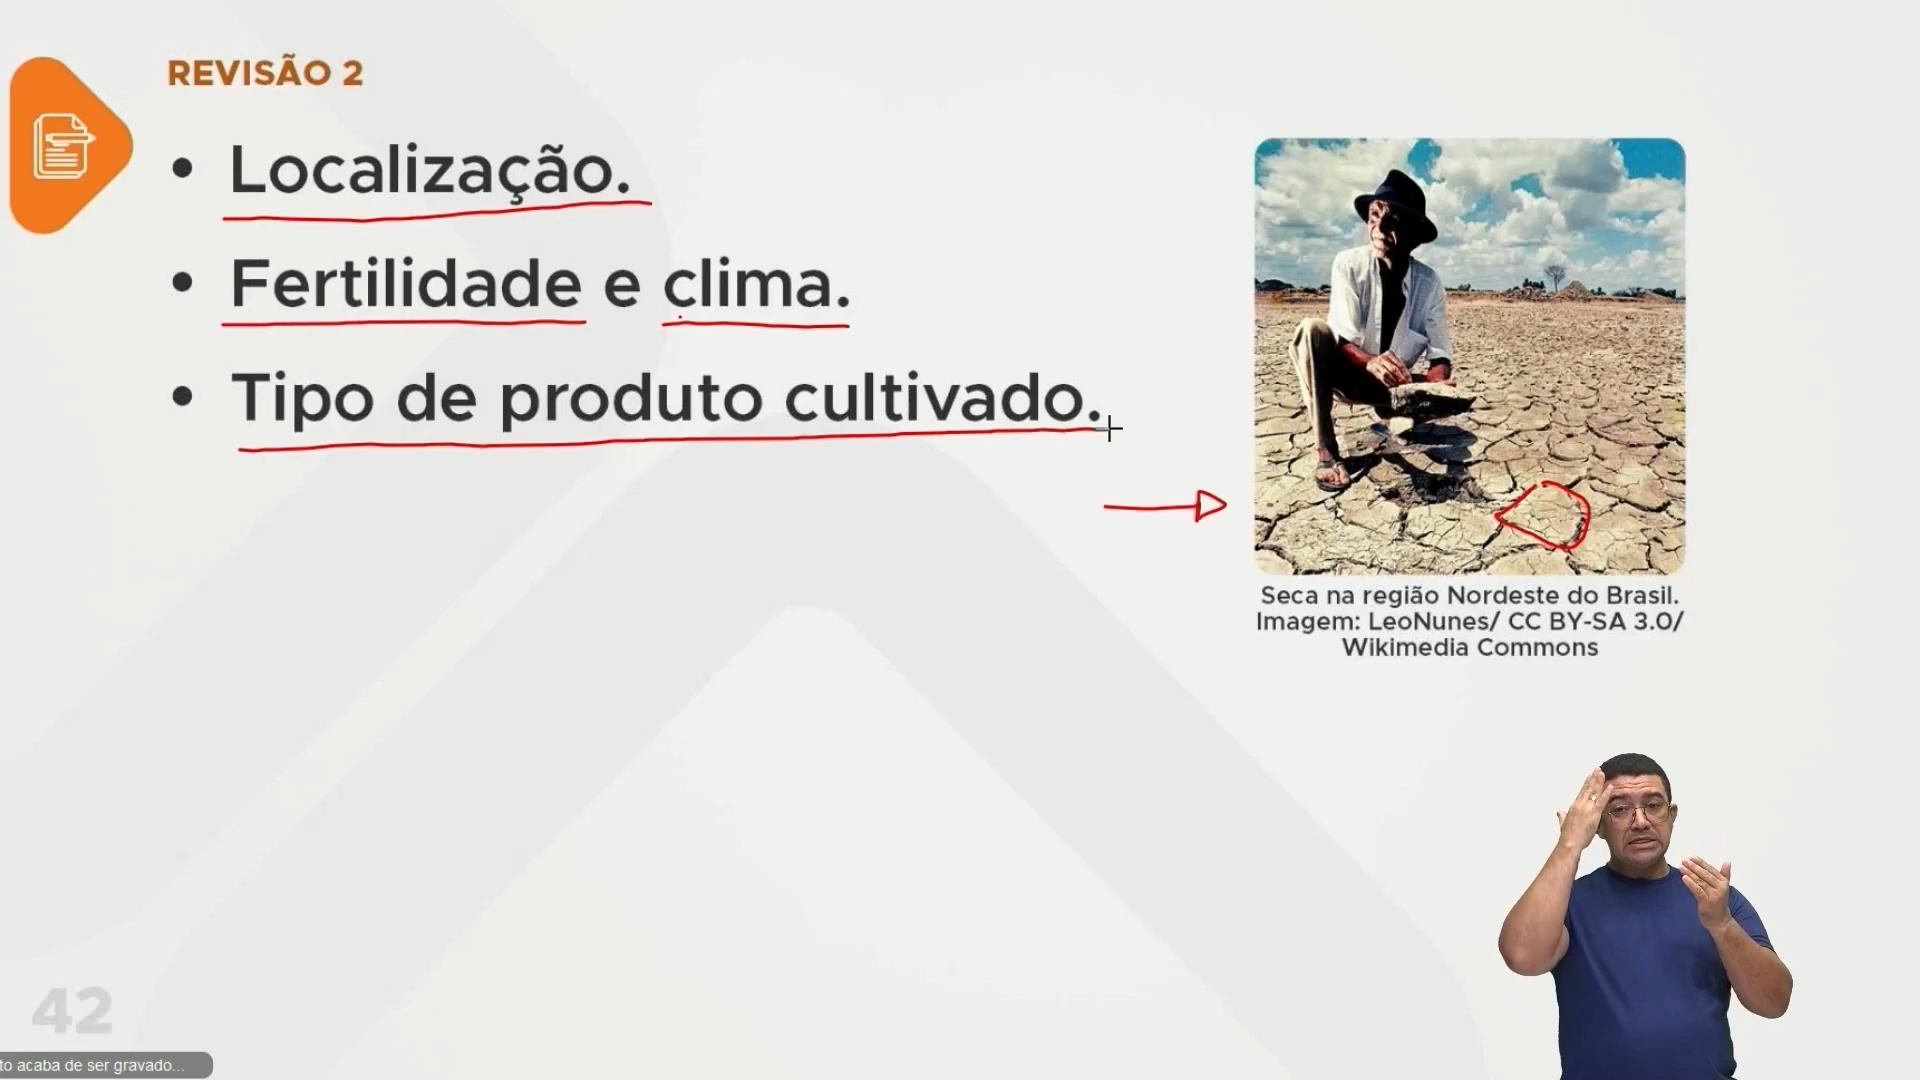 REVISÃO 2
• Localização.
• Fertilidade e clima.
• Tipo de produto cultivado.
Seca na região Nordeste do Brasil.
Imagem: LeoNunes/ CC BY-SA 3.0/
Wikimedia Commons
42
to acaba de ser gravado...